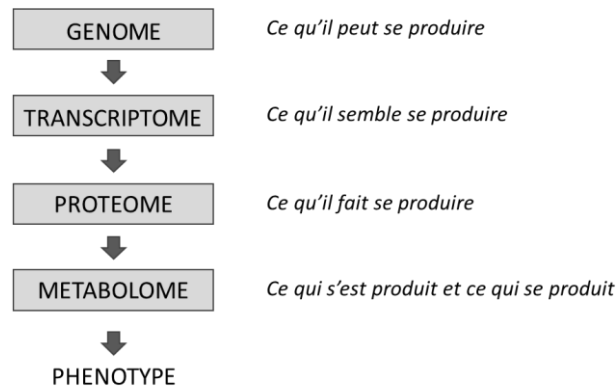 GENOME
Ce qu'il peut se produire
TRANSCRIPTOME
Ce qu'il semble se produire
PROTEOME
Ce qu'il fait se produire
METABOLOME
Ce qui s'est produit et ce qui se produit
PHENOTYPE